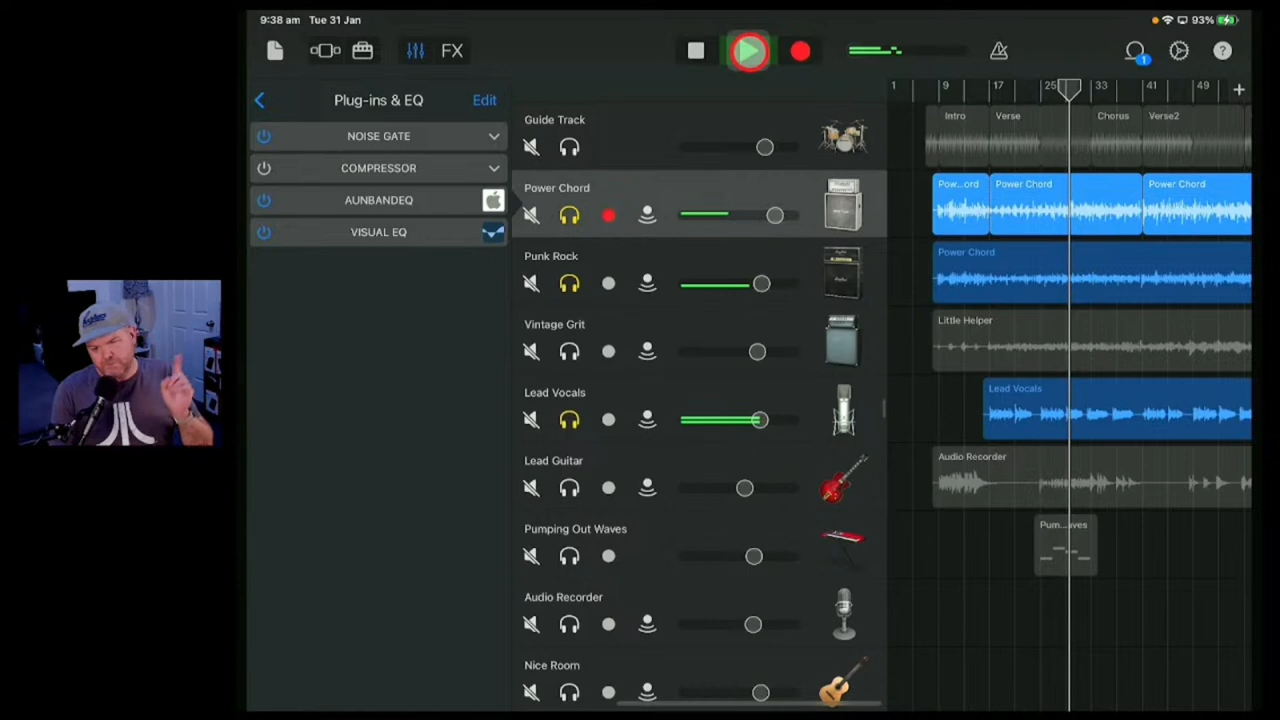 9:38 am Tue 31 Jan
93%
FX
1
?
Plug-ins & EQ
Edit
NOISE GATE
COMPRESSOR
AUNBANDEQ
VISUAL EQ
1 9 17 25 33 41 49 +
Guide Track
Intro Verse Chorus Verse2
Power Chord
Pow...ord Power Chord Power Chord
Punk Rock
Power Chord
Vintage Grit
Little Helper
Lead Vocals
Lead Vocals
Lead Guitar
Audio Recorder
Pumping Out Waves
Pum...aves
Audio Recorder
Nice Room